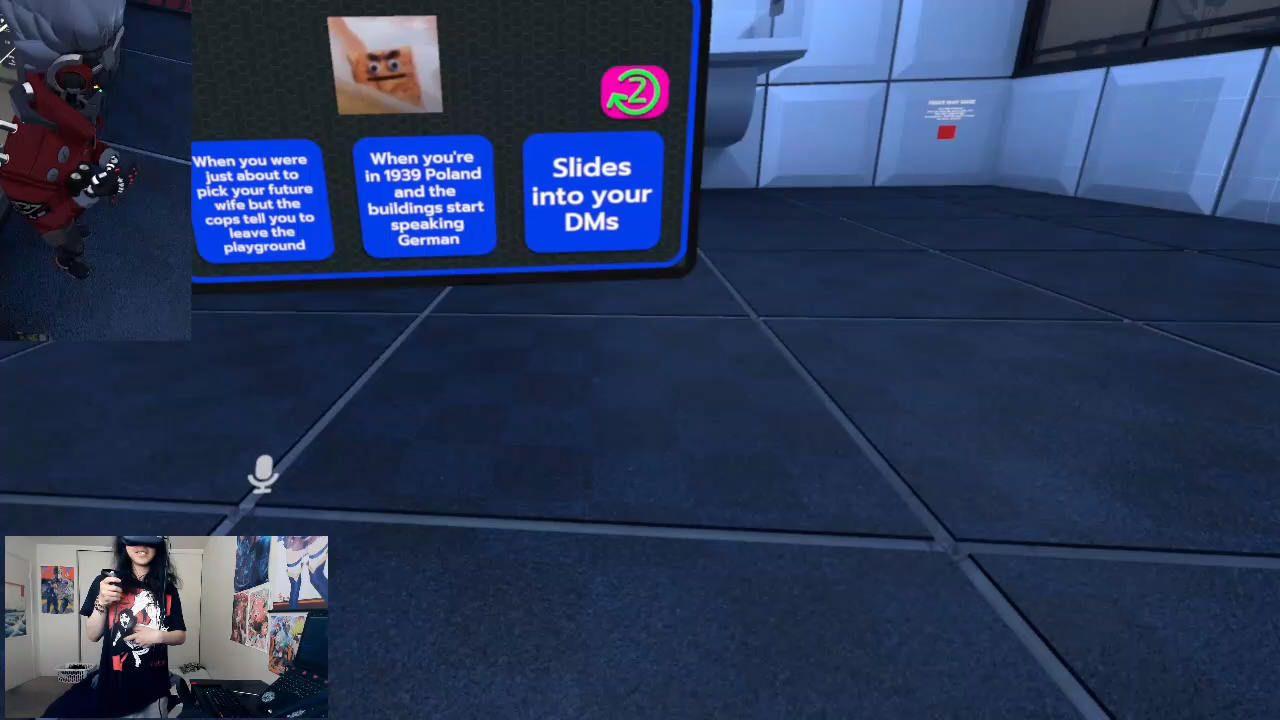 2
When you were
just about to
pick your future
wife but the
cops tell you to
leave the
playground
When you're
in 1939 Poland
and the
buildings start
speaking
German
Slides
into your
DMs